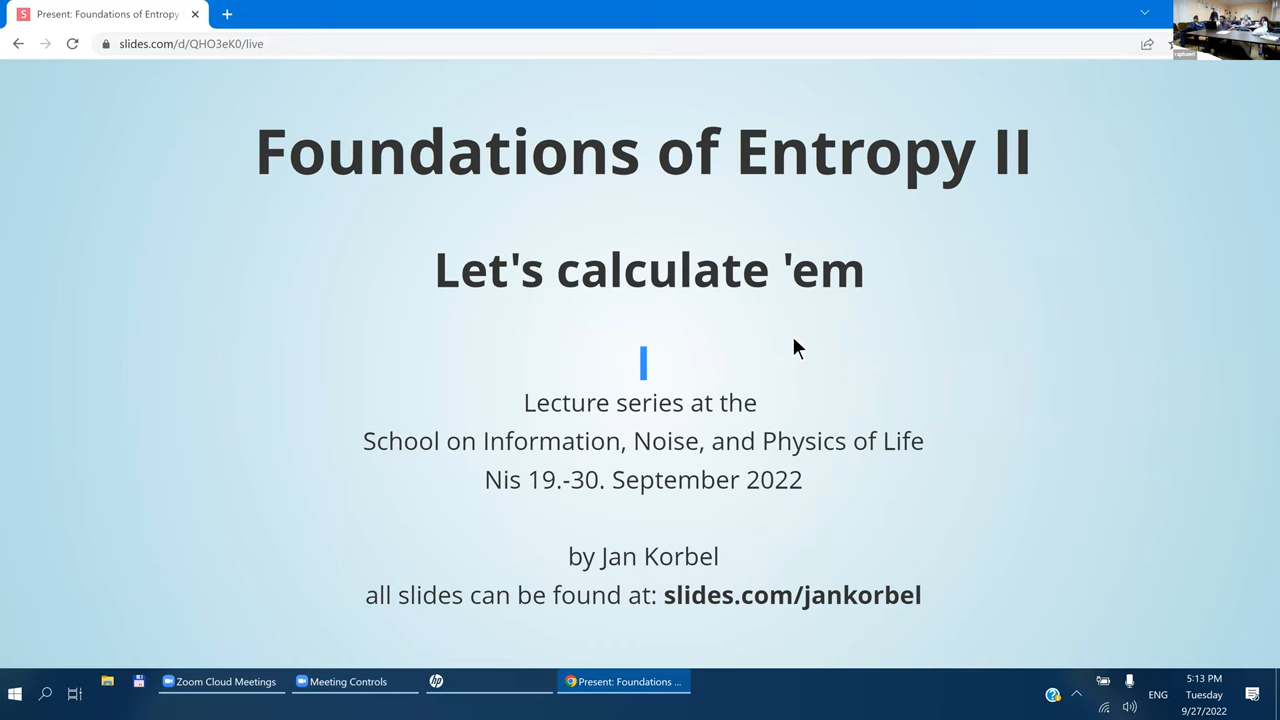 Present: Foundations of Entropy
slides.com/d/QHO3eK0/live
Foundations of Entropy II
Let's calculate 'em
Lecture series at the
School on Information, Noise, and Physics of Life
Nis 19.-30. September 2022
by Jan Korbel
all slides can be found at: slides.com/jankorbel
Zoom Cloud Meetings
Meeting Controls
Present: Foundations ...
ENG
5:13 PM
Tuesday
9/27/2022